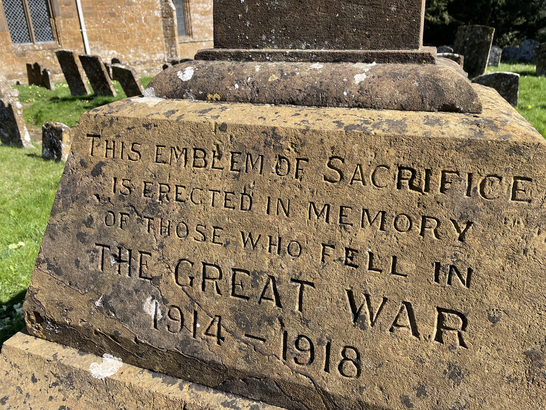 THIS EMBLEM OF SACRIFICE
IS ERECTED IN MEMORY
OF THOSE WHO FELL IN
THE GREAT WAR
1914-1918